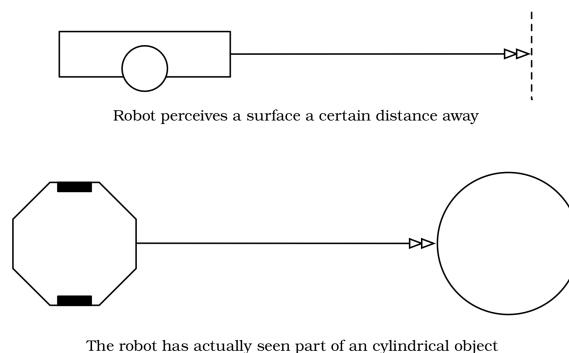 Robot perceives a surface a certain distance away
The robot has actually seen part of an cylindrical object